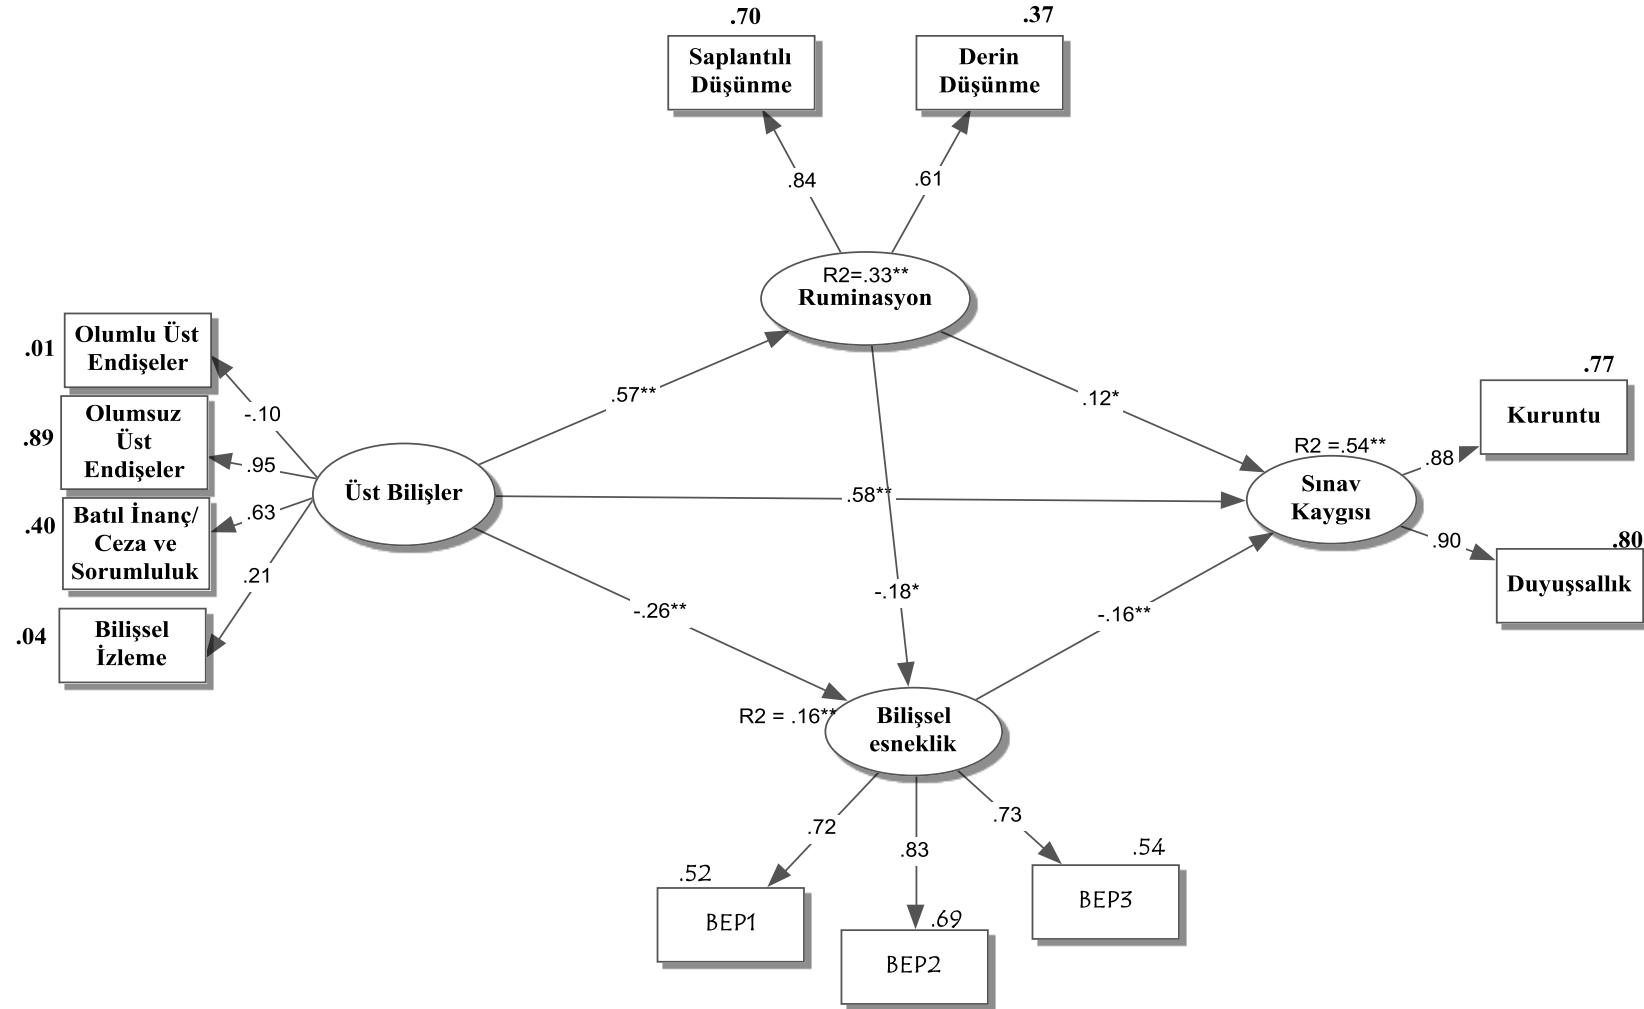 .70
.37
Saplantılı
Düşünme
Derin
Düşünme
.84
.61
R2=.33**
Ruminasyon
.01
Olumlu Üst
Endişeler
-.10
.57**
.12*
.77
Kuruntu
.89
Olumsuz
Üst
Endişeler
.95
R2 =.54**
.88
Üst Bilişler
.58**
Sınav
Kaygısı
.40
Batıl İnanç/
Ceza ve
Sorumluluk
.63
.90
.80
Duyuşsallık
.21
-.18*
-.26**
-.16**
.04
Bilişsel
İzleme
R2 = .16**
Bilişsel
esneklik
.72
.83
.73
.52
BEP1
.69
BEP2
.54
BEP3